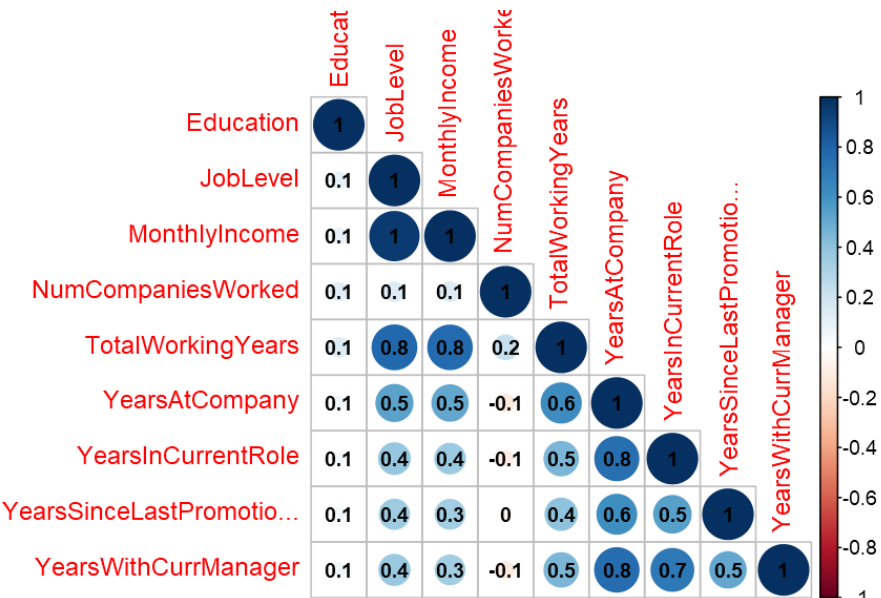 Educat
JobLevel
MonthlyIncome
NumCompaniesWorke
TotalWorkingYears
YearsAtCompany
YearsInCurrentRole
YearsSinceLastPromotio...
YearsWithCurrManager
Education 1
JobLevel 0.1 1
MonthlyIncome 0.1 1 1
NumCompaniesWorked 0.1 0.1 0.1 1
TotalWorkingYears 0.1 0.8 0.8 0.2 1
YearsAtCompany 0.1 0.5 0.5 -0.1 0.6 1
YearsInCurrentRole 0.1 0.4 0.4 -0.1 0.5 0.8 1
YearsSinceLastPromotio... 0.1 0.4 0.3 0 0.4 0.6 0.5 1
YearsWithCurrManager 0.1 0.4 0.3 -0.1 0.5 0.8 0.7 0.5 1
1
0.8
0.6
0.4
0.2
0
-0.2
-0.4
-0.6
-0.8
-1